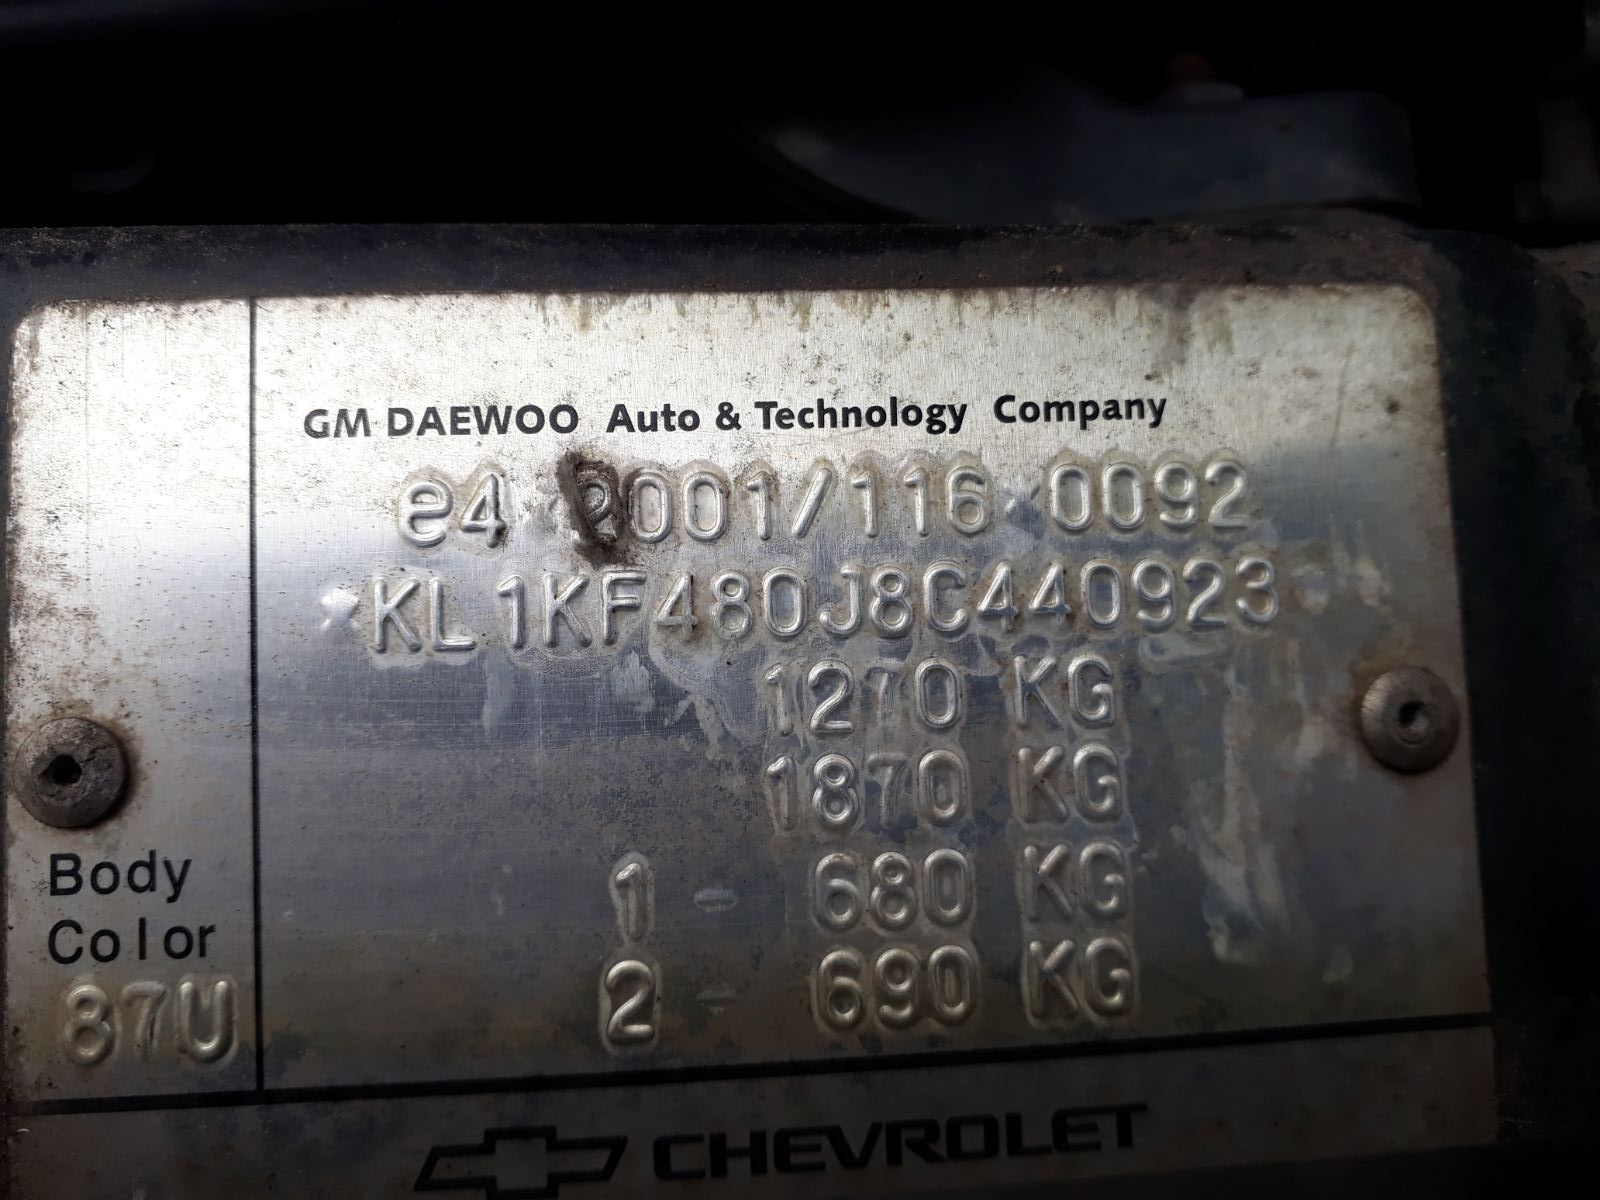 GM DAEWOO Auto & Technology Company
e4*2001/116*0092
*KL1KF480J8C440923*
1270 KG
1870 KG
1 - 680 KG
2 - 690 KG
Body
Color
87U
CHEVROLET